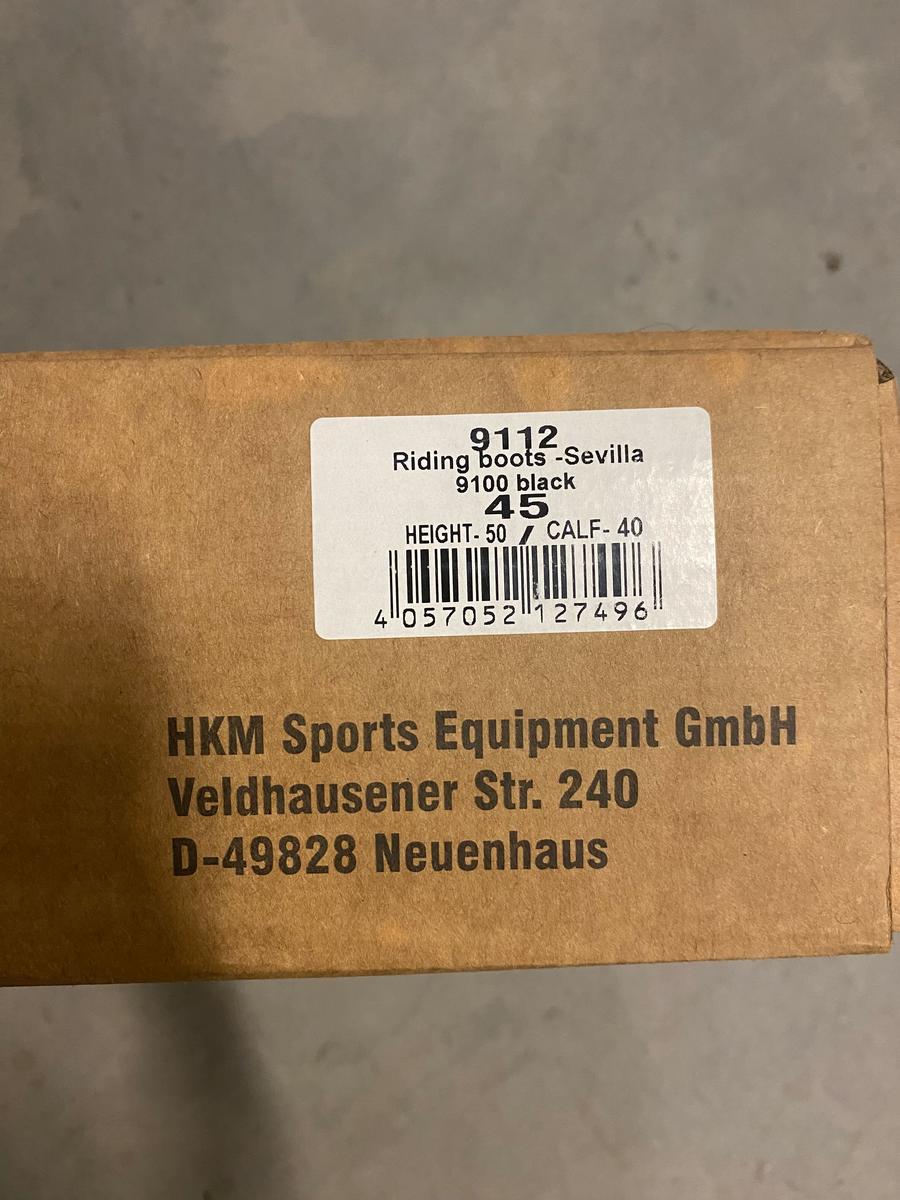 9112
Riding boots -Sevilla
9100 black
45
HEIGHT- 50 / CALF- 40
4 057052 127496
HKM Sports Equipment GmbH
Veldhausener Str. 240
D-49828 Neuenhaus